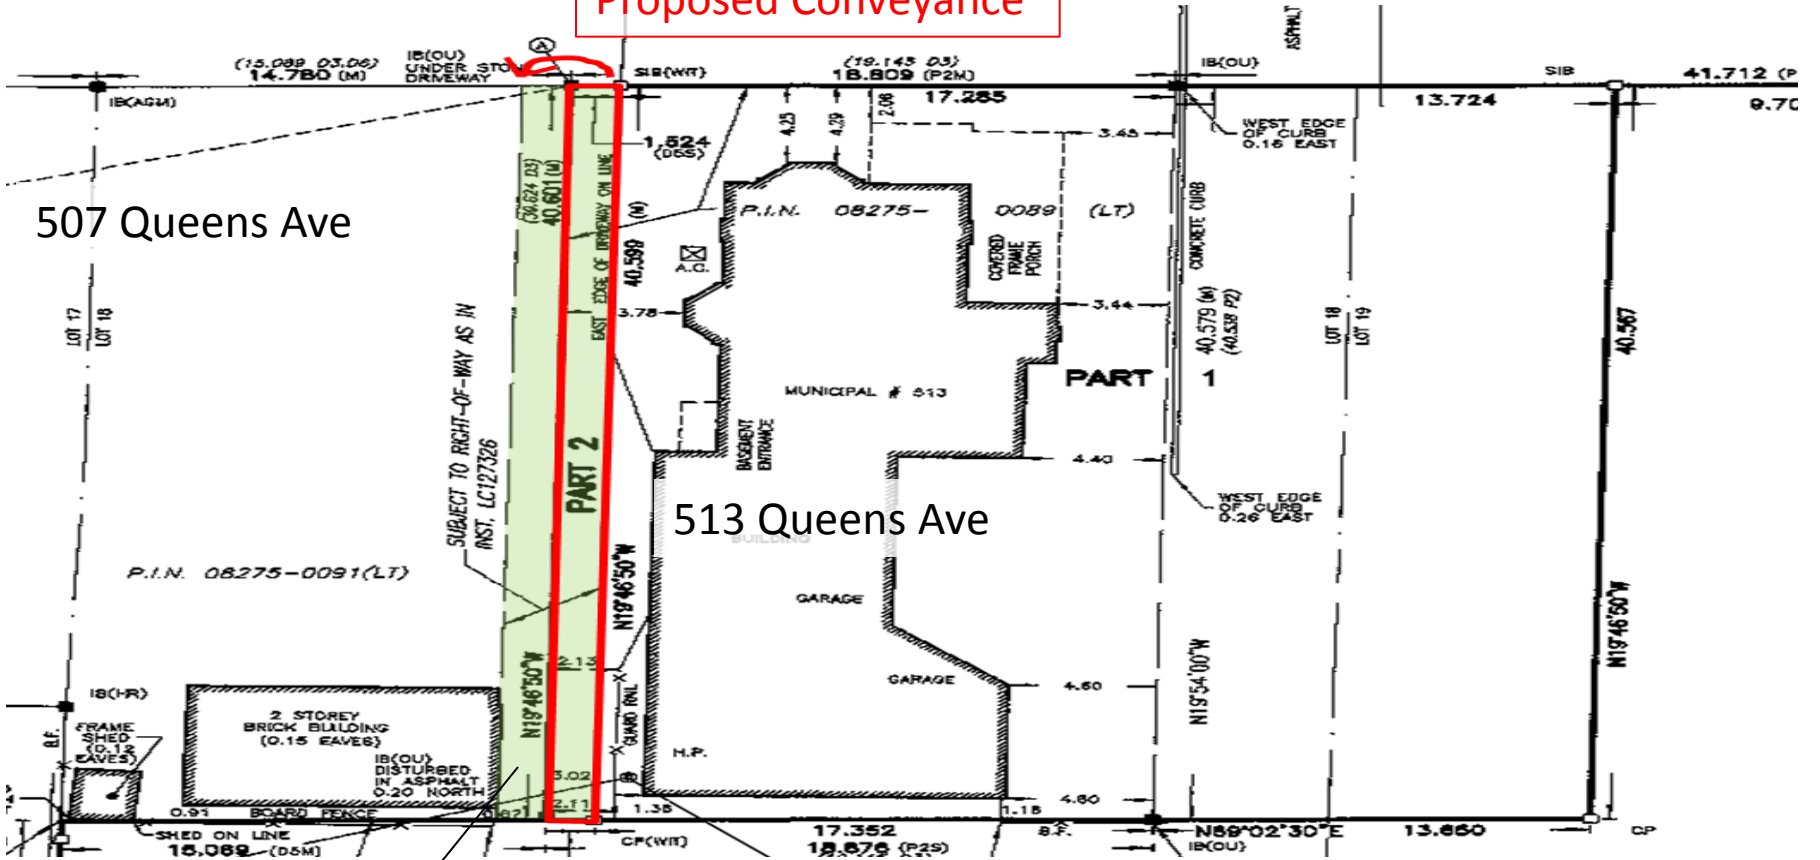 Proposed Conveyance
(15.089 D3,D6)
14.780 (M)
IB(OU)
UNDER STONE
DRIVEWAY
A
SIB(WIT)
(19.145 D3)
18.809 (P2M)
17.285
IB(OU)
ASPHALT
SIB
41.712 (P
13.724
9.70
IB(AGM)
1.524
(D5S)
4.25
4.29
2.06
3.45
WEST EDGE
OF CURB
0.16 EAST
507 Queens Ave
(39.624 D3)
40.601 (M)
EAST EDGE OF DRIVEWAY ON LINE
40.599
(M)
P.I.N. 08275-
0089 (LT)
A.C.
COVERED
FRAME
PORCH
CONCRETE CURB
3.78
3.44
40.579 (M)
(40.538 P2)
LOT 17
LOT 18
LOT 18
LOT 19
40.567
SUBJECT TO RIGHT-OF-WAY AS IN
INST. LC127326
PART 2
MUNICIPAL # 513
PART 1
BASEMENT
ENTRANCE
4.40
513 Queens Ave
BUILDING
WEST EDGE
OF CURB
0.26 EAST
P.I.N. 08275-0091(LT)
N19°46'50"W
GARAGE
N19°46'50"W
N19°46'50"W
2.13
N19°54'00"W
GARAGE
4.60
IB(HR)
B.F.
FRAME
SHED
(0.12
EAVES)
2 STOREY
BRICK BUILDING
(0.15 EAVES)
IB(OU)
DISTURBED
IN ASPHALT
0.20 NORTH
GUARD RAIL
H.P.
3.02
2.11
1.36
1.18
4.60
0.91
BOARD FENCE
SHED ON LINE
15.089 (D5M)
CP(WIT)
17.352
18.876 (P2S)
B.F.
N69°02'30"E
IB(OU)
13.660
CP